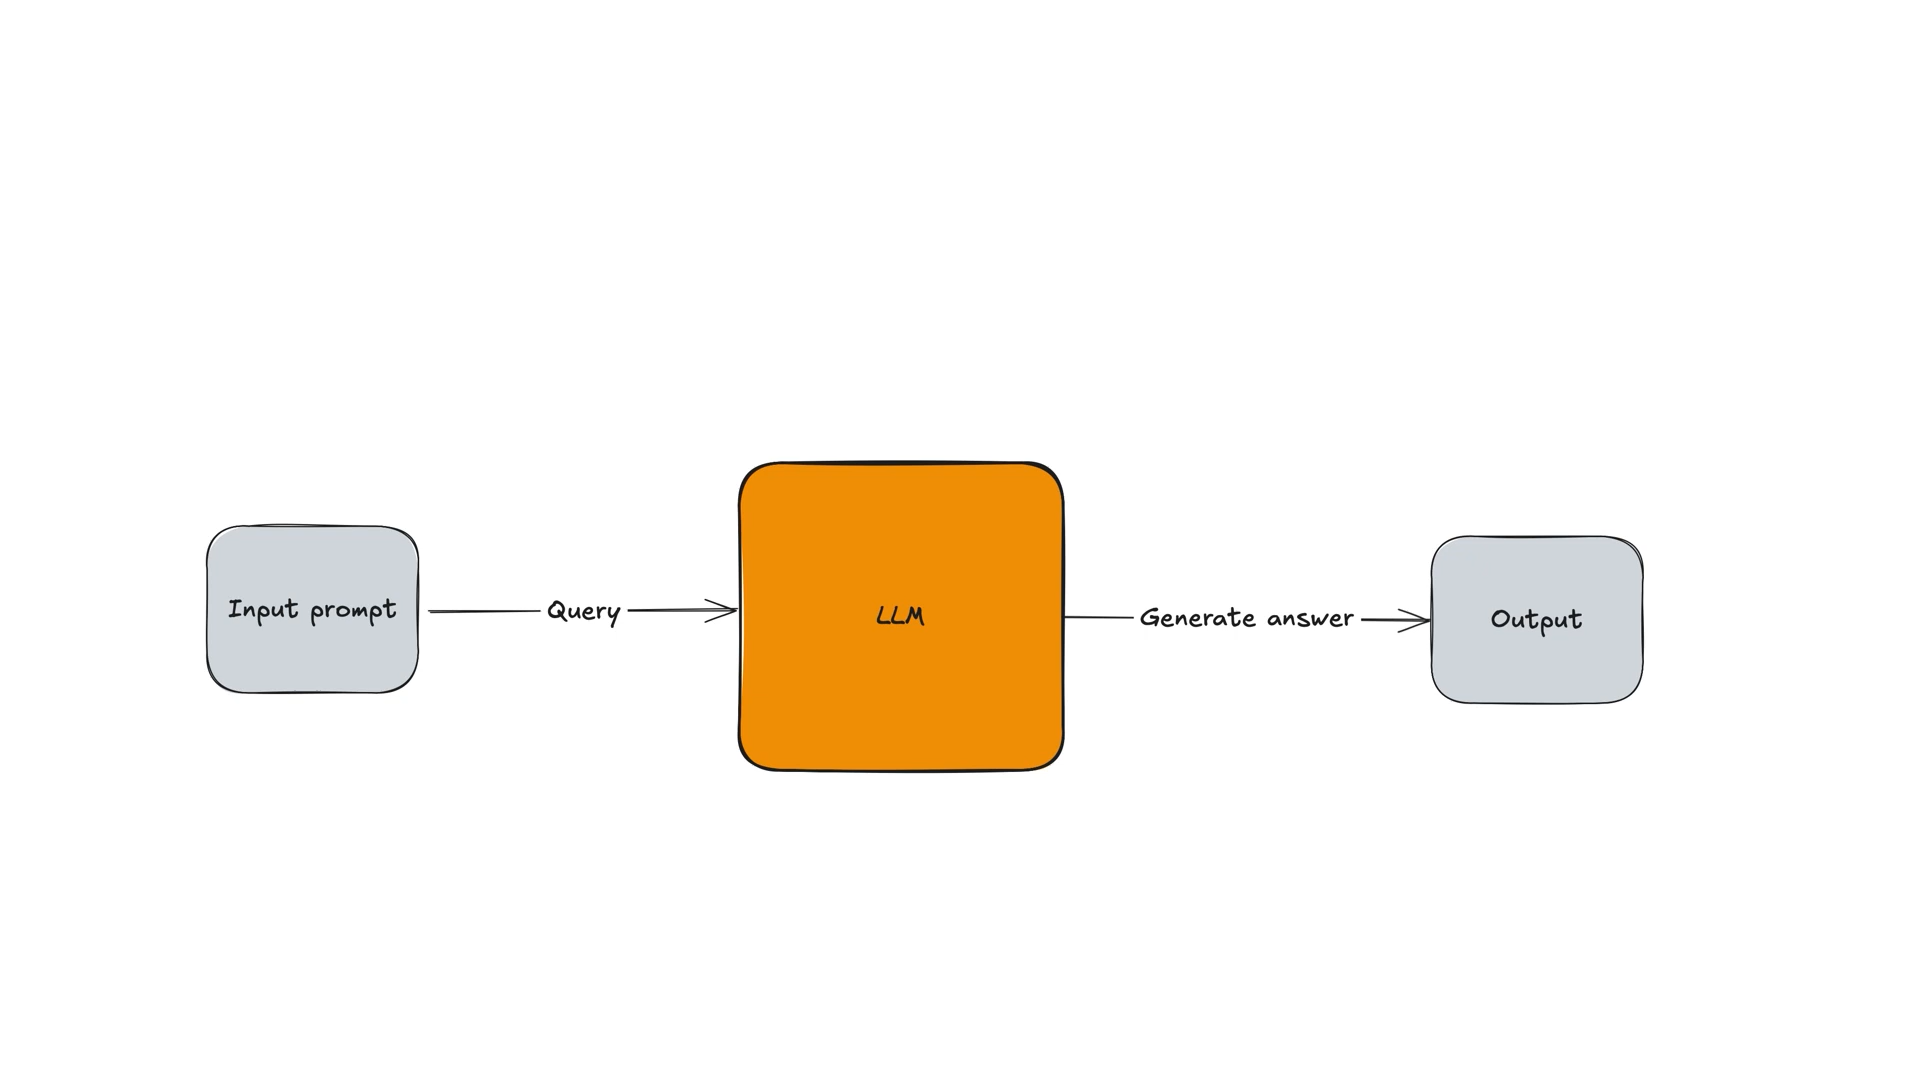 Input prompt
Query
LLM
Generate answer
Output